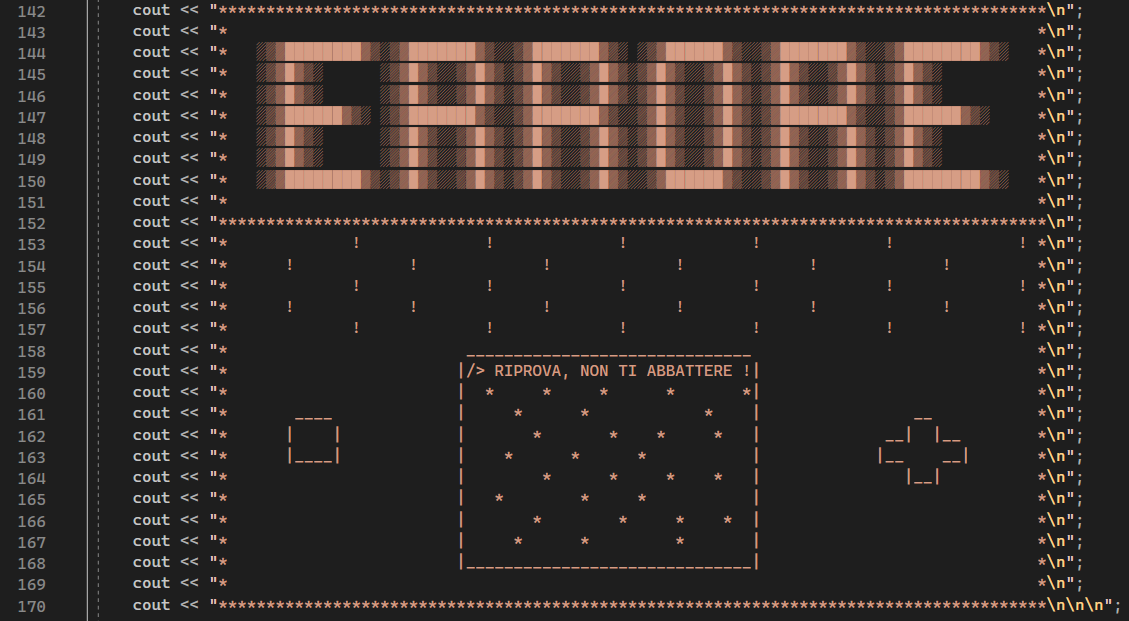 142 cout << "***************************************************************************************\n";
143 cout << "* *\n";
144 cout << "* *\n";
145 cout << "* *\n";
146 cout << "* *\n";
147 cout << "* ERRORE *\n";
148 cout << "* *\n";
149 cout << "* *\n";
150 cout << "* *\n";
151 cout << "* *\n";
152 cout << "***************************************************************************************\n";
153 cout << "* ! ! ! ! ! ! *\n";
154 cout << "* ! ! ! ! ! ! *\n";
155 cout << "* ! ! ! ! ! ! *\n";
156 cout << "* ! ! ! ! ! ! *\n";
157 cout << "* ! ! ! ! ! ! *\n";
158 cout << "* ______________________________ *\n";
159 cout << "* |/> RIPROVA, NON TI ABBATTERE !| *\n";
160 cout << "* | * * * * *| *\n";
161 cout << "* ____ | * * * | __ *\n";
162 cout << "* | | | * * * * | __| |__ *\n";
163 cout << "* |____| | * * * | |__ __| *\n";
164 cout << "* | * * * * | |__| *\n";
165 cout << "* | * * * | *\n";
166 cout << "* | * * * * | *\n";
167 cout << "* | * * * | *\n";
168 cout << "* |______________________________| *\n";
169 cout << "* *\n";
170 cout << "***************************************************************************************\n\n\n";